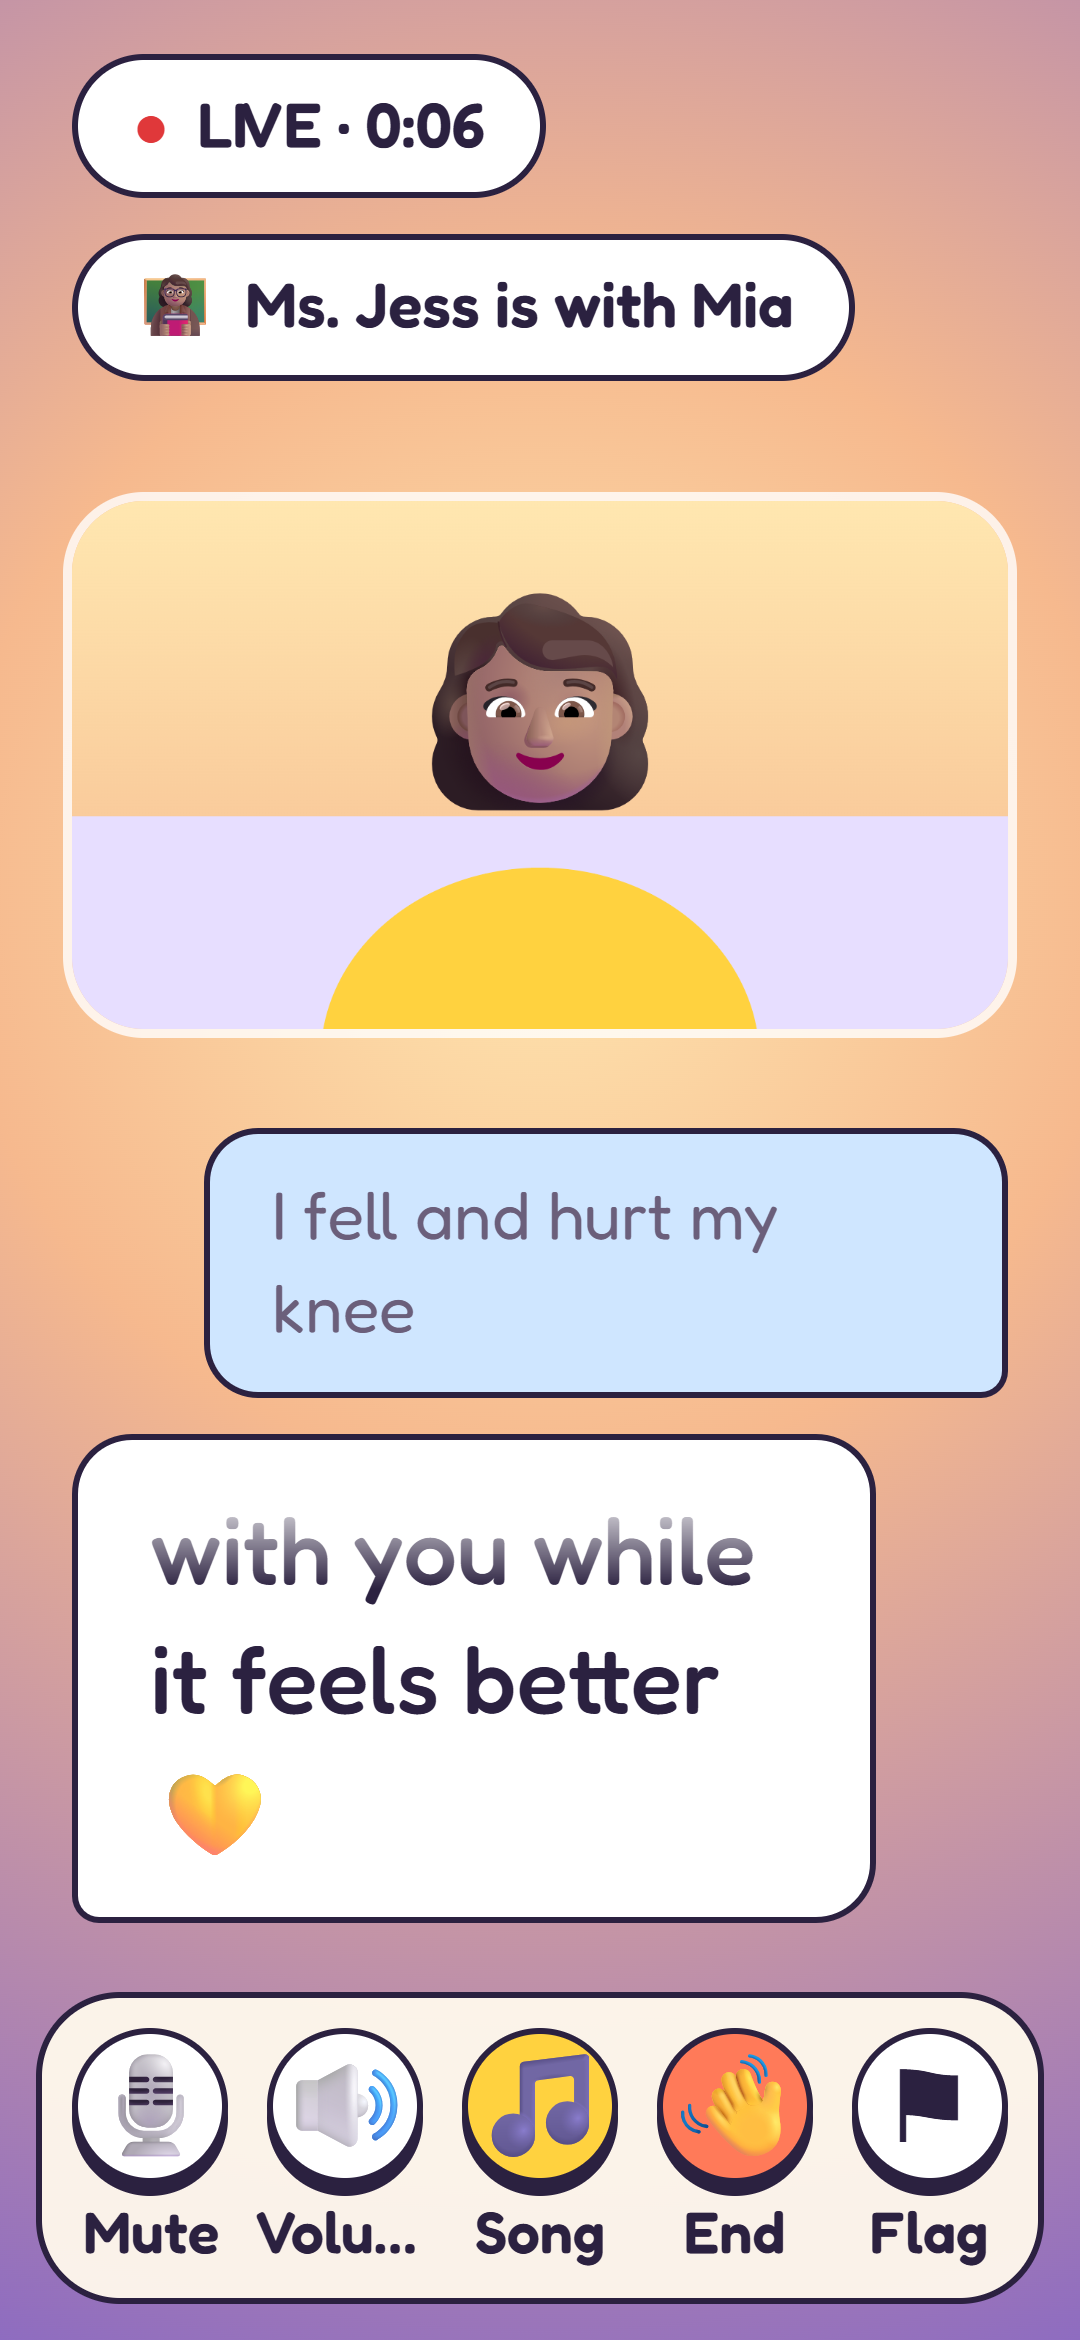 LIVE · 0:06
Ms. Jess is with Mia
I fell and hurt my
knee
with you while
it feels better
💛
Mute Volu... Song End Flag